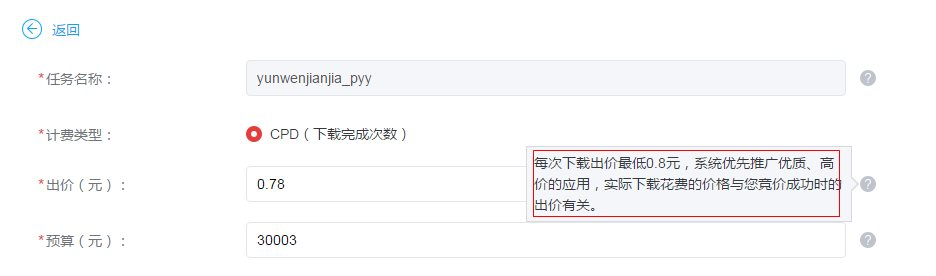 返回
*任务名称：
yunwenjianjia_pyy
?
*计费类型：
CPD（下载完成次数）
*出价（元）：
0.78
每次下载出价最低0.8元，系统优先推广优质、高
价的应用，实际下载花费的价格与您竞价成功时的
出价有关。
?
*预算（元）：
30003
?